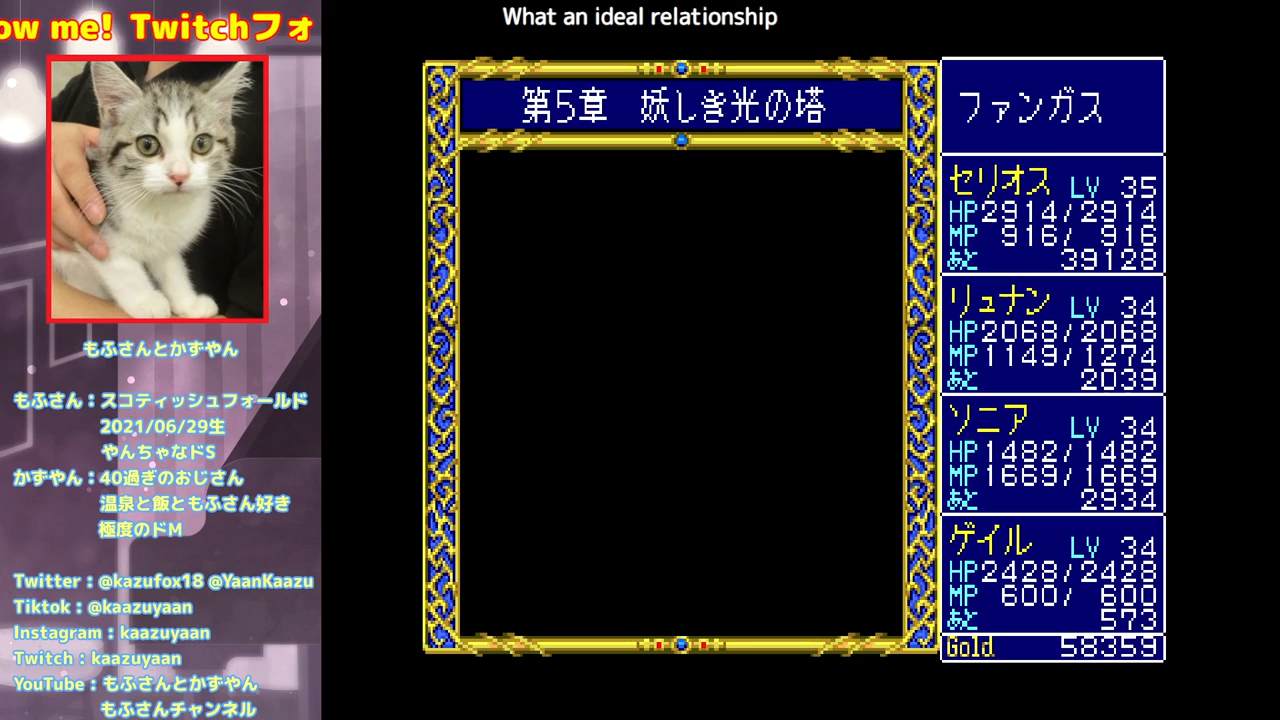 ow me! Twitchフォ
もふさんとかずやん
もふさん：スコティッシュフォールド
2021/06/29生
やんちゃなドS
かずやん：40過ぎのおじさん
温泉と飯ともふさん好き
極度のドM
Twitter：@kazufox18 @YaanKaazu
Tiktok：@kaazuyaan
Instagram：kaazuyaan
Twitch：kaazuyaan
YouTube：もふさんとかずやん
もふさんチャンネル
What an ideal relationship
第5章 妖しき光の塔
ファンガス
セリオス LV 35
HP2914/2914
MP 916/ 916
あと 39128
リュナン LV 34
HP2068/2068
MP1149/1274
あと 2039
ソニア LV 34
HP1482/1482
MP1669/1669
あと 2934
ゲイル LV 34
HP2428/2428
MP 600/ 600
あと 573
Gold 58359